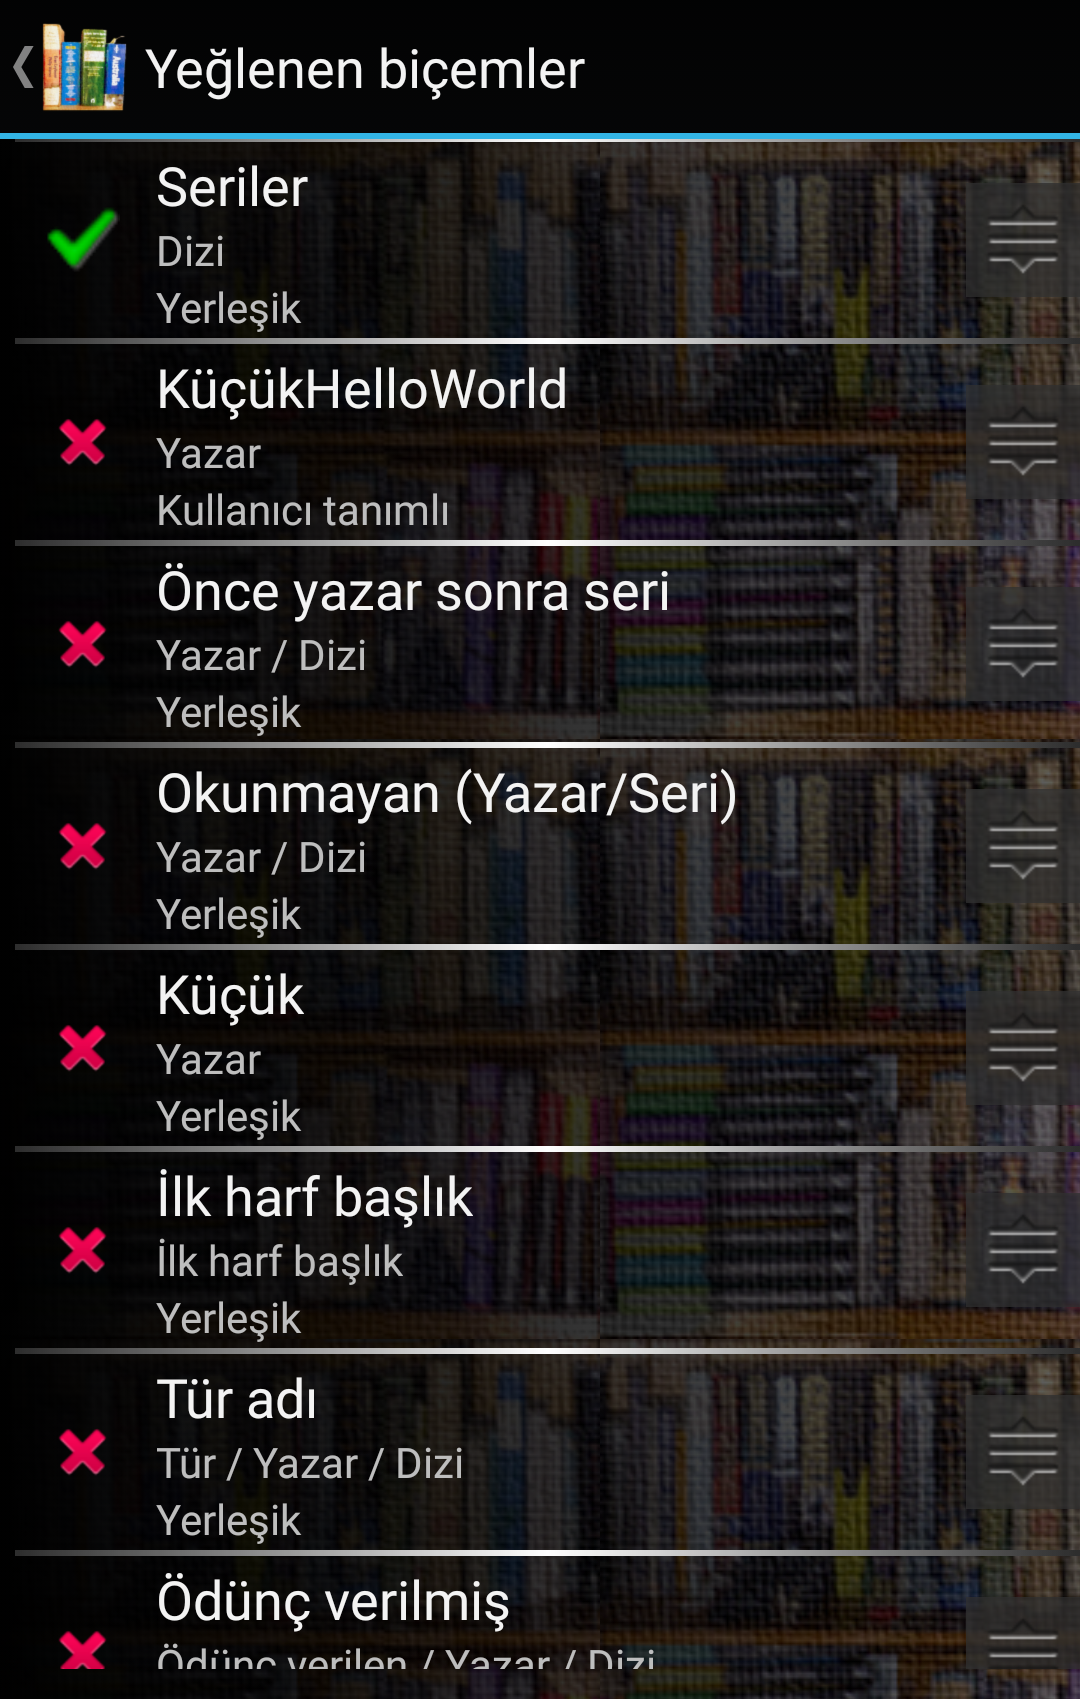 Yeğlenen biçemler
Seriler
Dizi
Yerleşik
KüçükHelloWorld
Yazar
Kullanıcı tanımlı
Önce yazar sonra seri
Yazar / Dizi
Yerleşik
Okunmayan (Yazar/Seri)
Yazar / Dizi
Yerleşik
Küçük
Yazar
Yerleşik
İlk harf başlık
İlk harf başlık
Yerleşik
Tür adı
Tür / Yazar / Dizi
Yerleşik
Ödünç verilmiş
Ödünç verilen / Yazar / Dizi